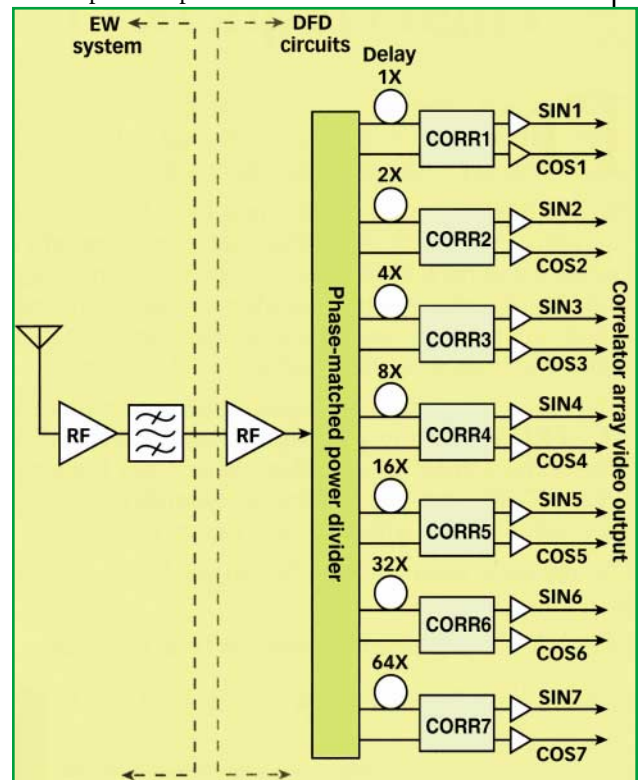 EW
system
DFD
circuits
Delay
1X
CORR1
SIN1
COS1
2X
CORR2
SIN2
COS2
4X
CORR3
SIN3
COS3
8X
CORR4
SIN4
COS4
16X
CORR5
SIN5
COS5
32X
CORR6
SIN6
COS6
64X
CORR7
SIN7
COS7
RF
RF
Phase-matched power divider
Correlator array video output